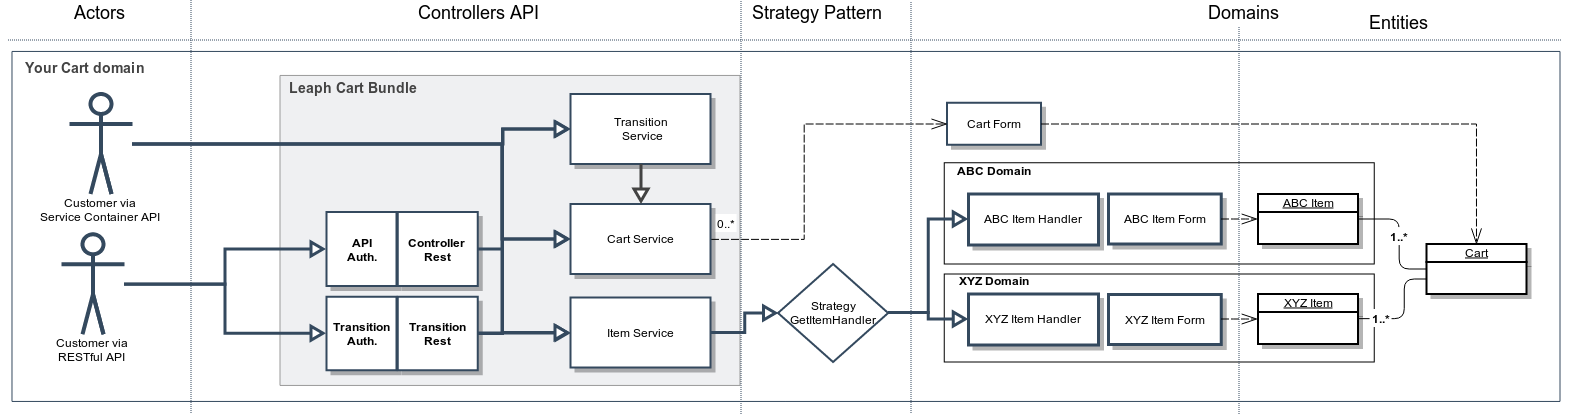 Actors
Controllers API
Strategy Pattern
Domains
Entities
Your Cart domain
Leaph Cart Bundle
Customer via
Service Container API
Customer via
RESTful API
API
Auth.
Controller
Rest
Transition
Auth.
Transition
Rest
Transition
Service
Cart Service
0..*
Item Service
Strategy
GetItemHandler
Cart Form
ABC Domain
ABC Item Handler
ABC Item Form
ABC Item
1..*
Cart
XYZ Domain
XYZ Item Handler
XYZ Item Form
XYZ Item
1..*